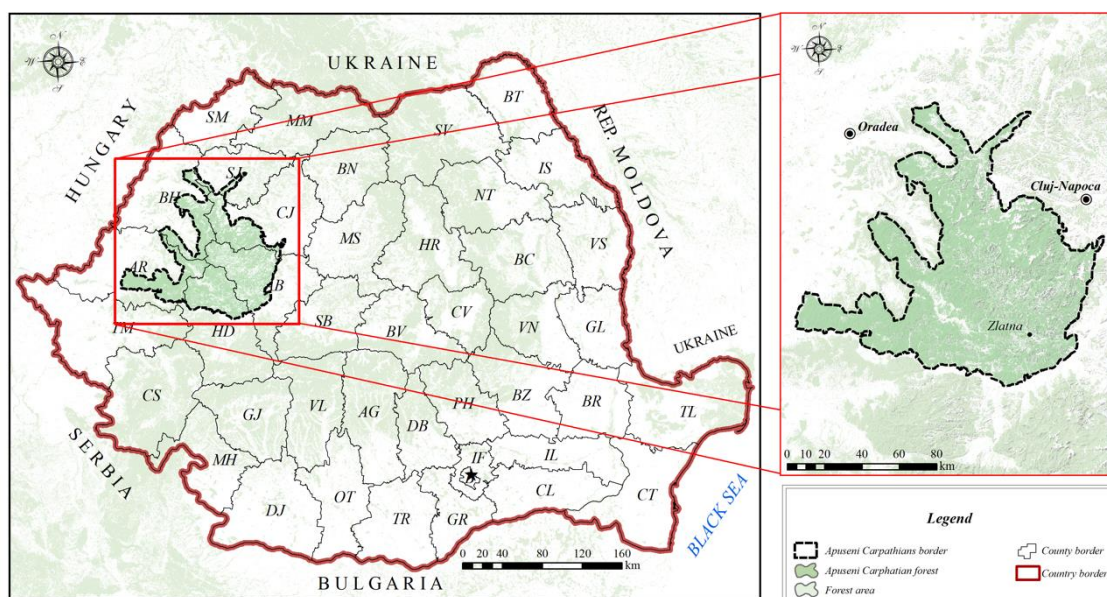 N
W
E
S
UKRAINE
HUNGARY
REP. MOLDOVA
SM
MM
BT
SV
SJ
BN
IS
BH
CJ
NT
MS
HR
VS
BC
AR
B
TM
HD
SB
BV
CV
VN
GL
UKRAINE
CS
GJ
VL
AG
DB
PH
BZ
BR
TL
SERBIA
MH
IF
IL
DJ
OT
TR
GR
CL
CT
BLACK SEA
BULGARIA
0 20 40 80 120 160
km
N
W
E
S
Oradea
Cluj-Napoca
Zlatna
0 10 20 40 60 80
km
Legend
Apuseni Carpathians border
Apuseni Carphatian forest
Forest area
County border
Country border